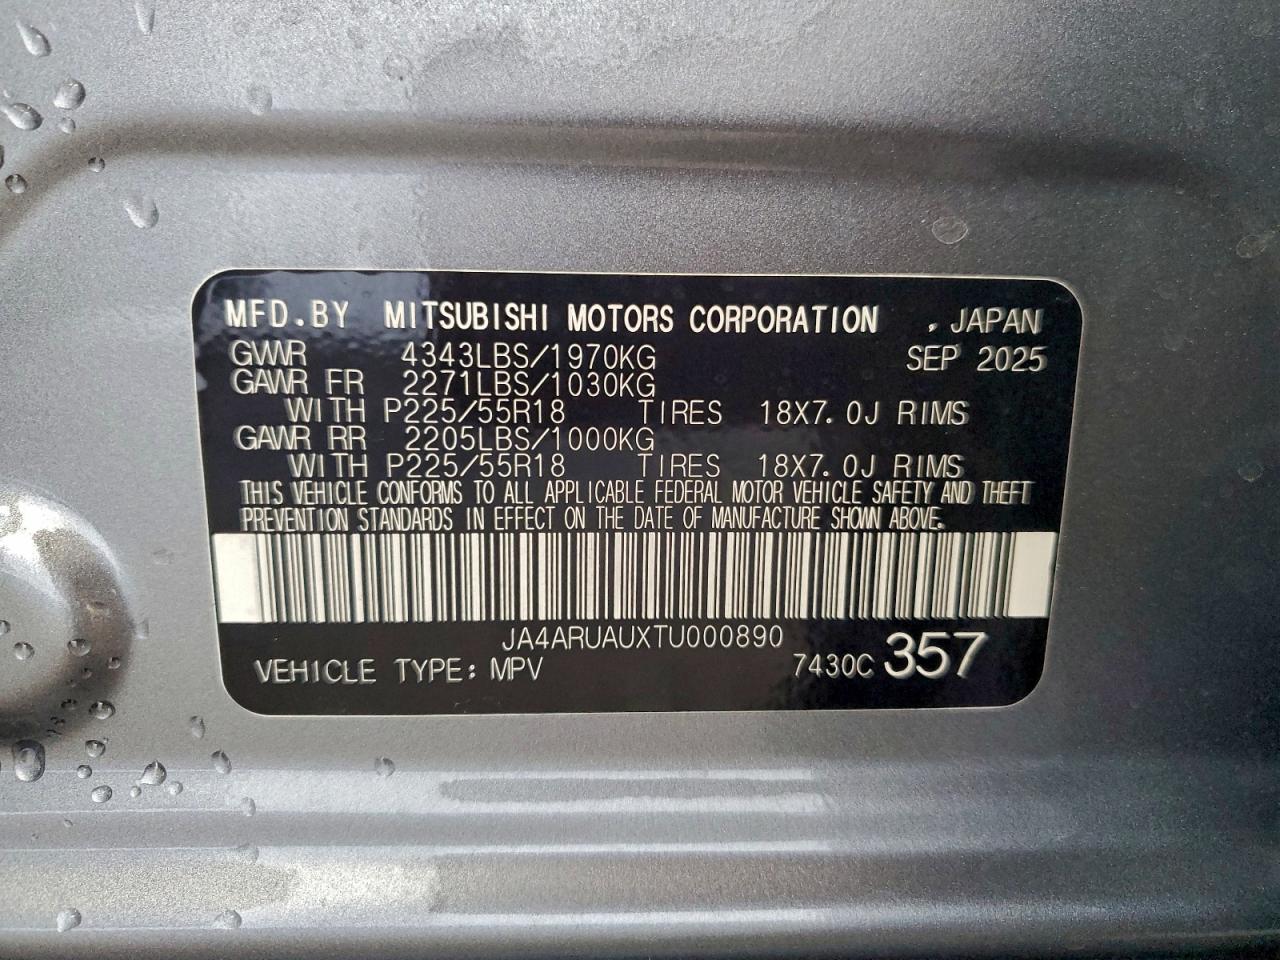 MFD.BY MITSUBISHI MOTORS CORPORATION , JAPAN
GVWR 4343LBS/1970KG SEP 2025
GAWR FR 2271LBS/1030KG
WITH P225/55R18 TIRES 18X7.0J RIMS
GAWR RR 2205LBS/1000KG
WITH P225/55R18 TIRES 18X7.0J RIMS
THIS VEHICLE CONFORMS TO ALL APPLICABLE FEDERAL MOTOR VEHICLE SAFETY AND THEFT
PREVENTION STANDARDS IN EFFECT ON THE DATE OF MANUFACTURE SHOWN ABOVE.
JA4ARUAUXTU000890
VEHICLE TYPE: MPV 7430C 357